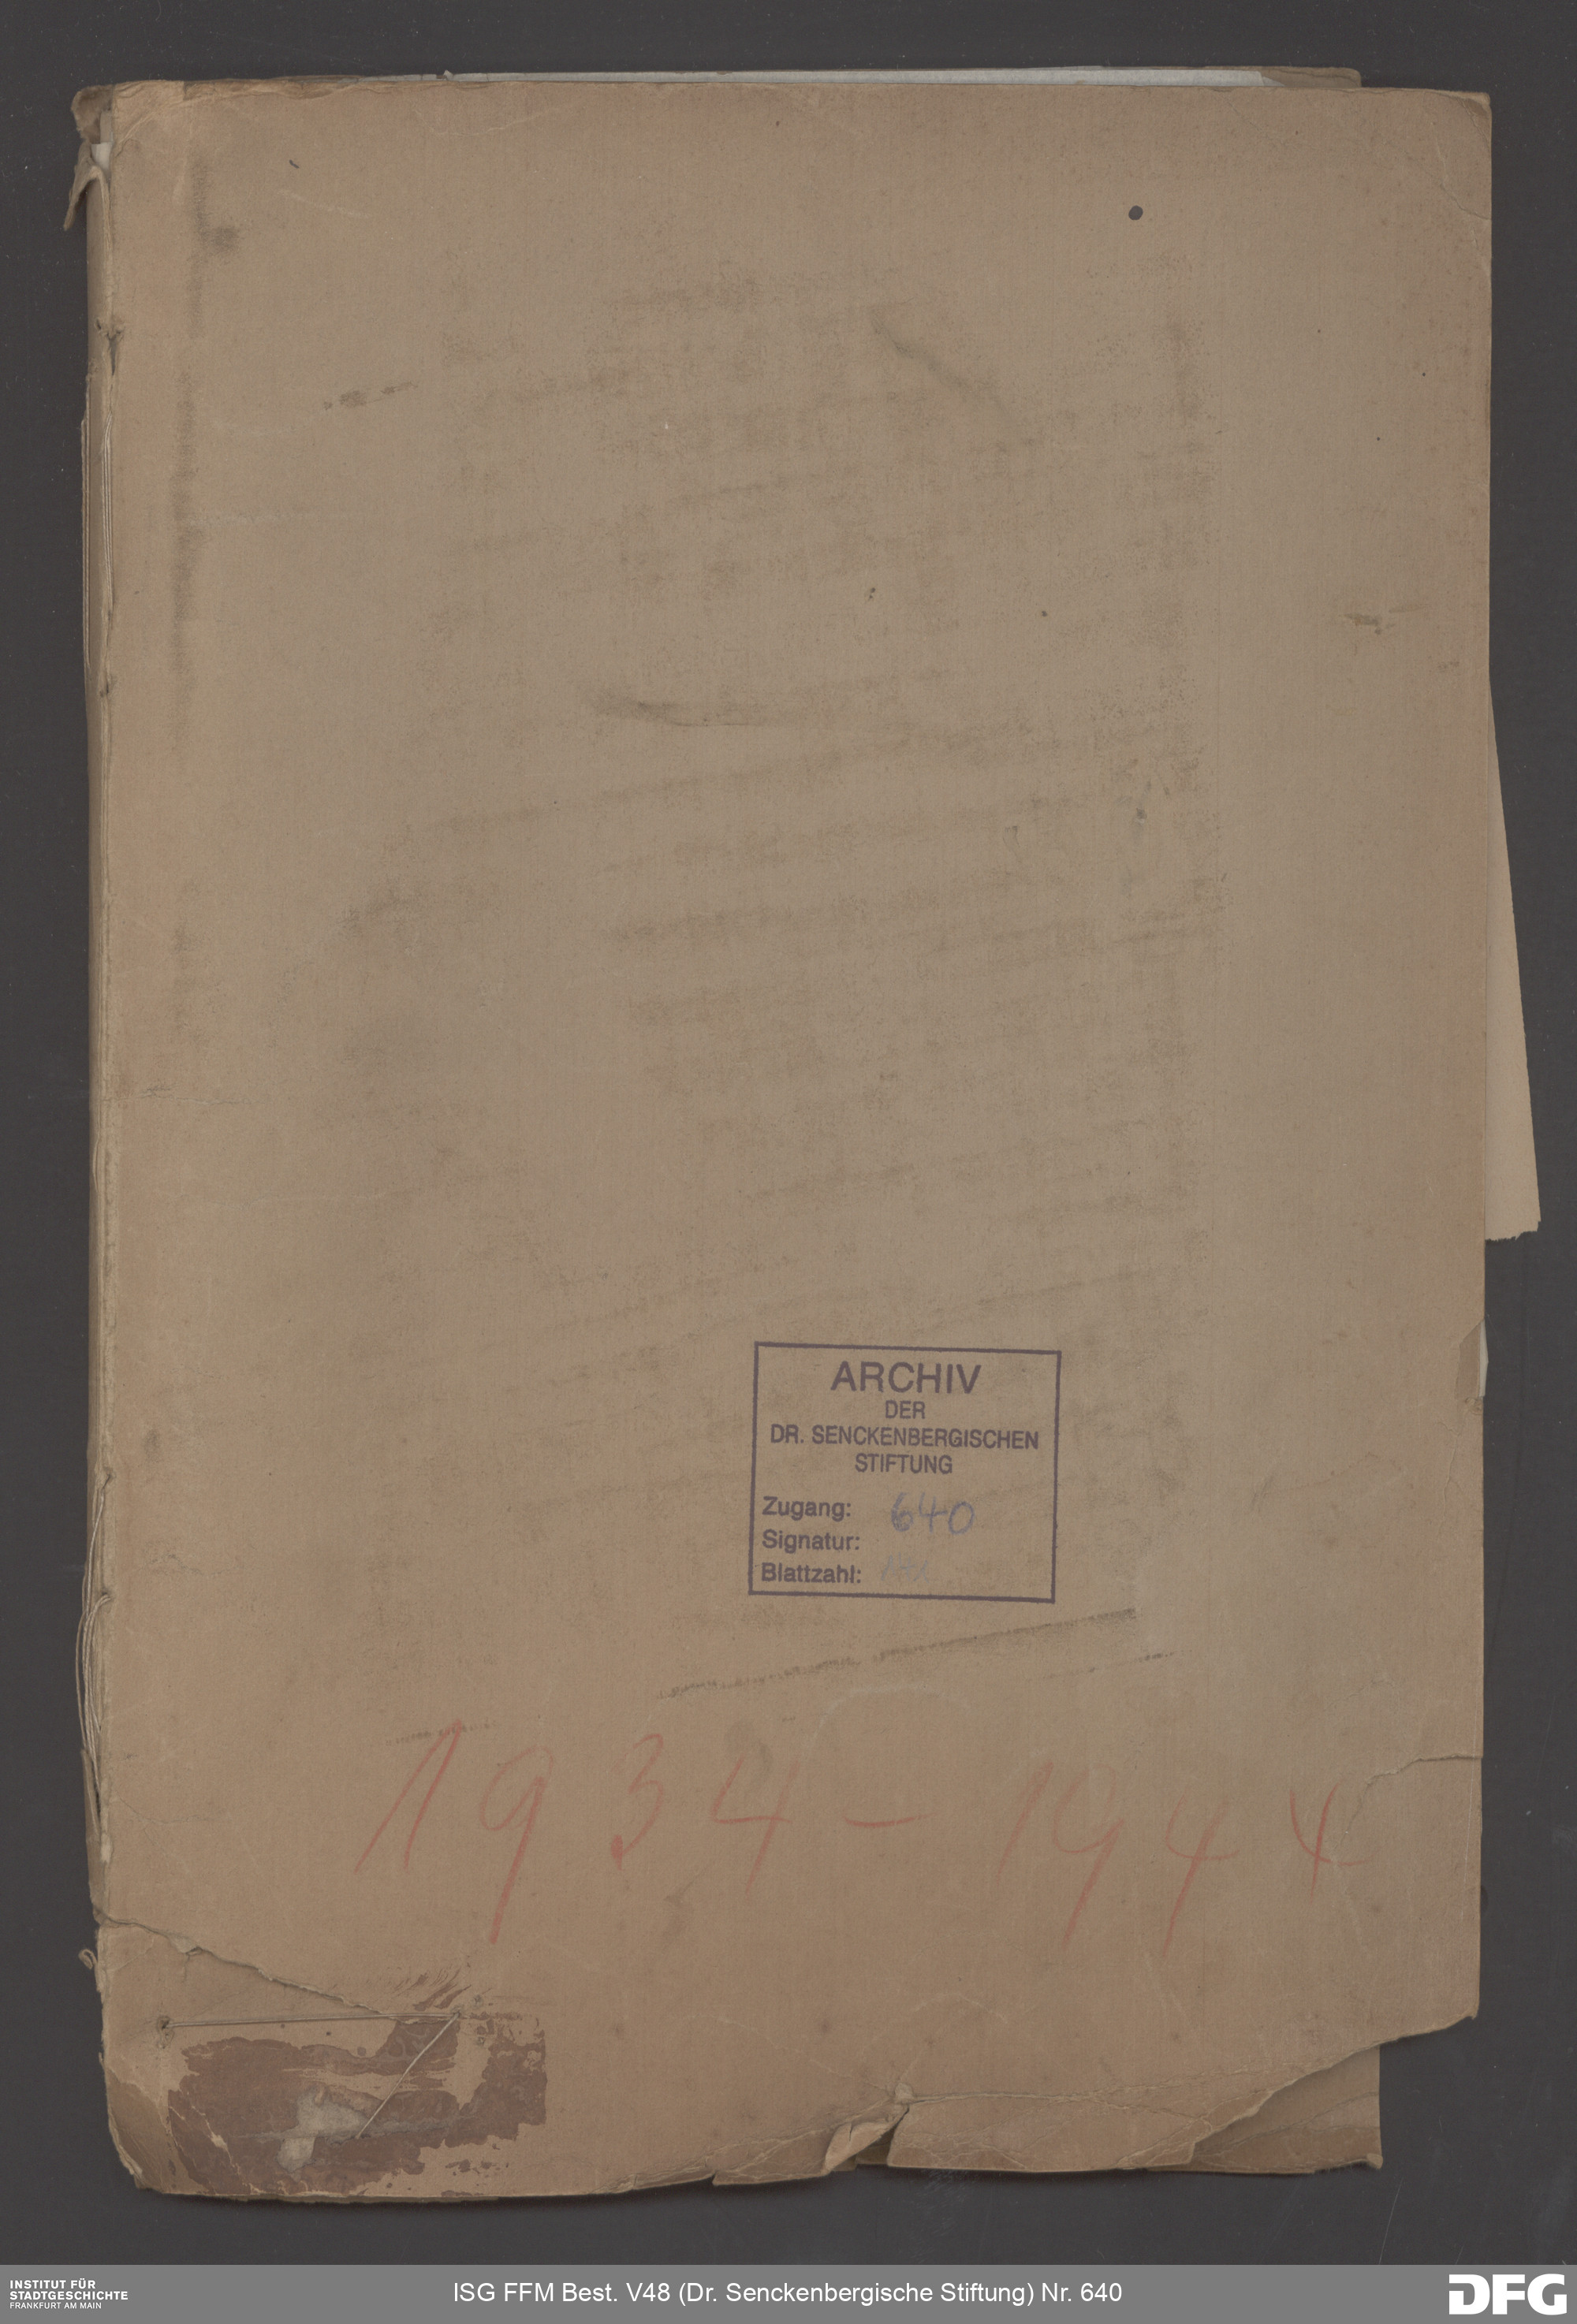 ARCHIV
DER
DR. SENCKENBERGISCHEN
STIFTUNG
Zugang: 640
Signatur:
Blattzahl:
1934 - 1944
INSTITUT FÜR
STADTGESCHICHTE
FRANKFURT AM MAIN
ISG FFM Best. V48 (Dr. Senckenbergische Stiftung) Nr. 640
DFG